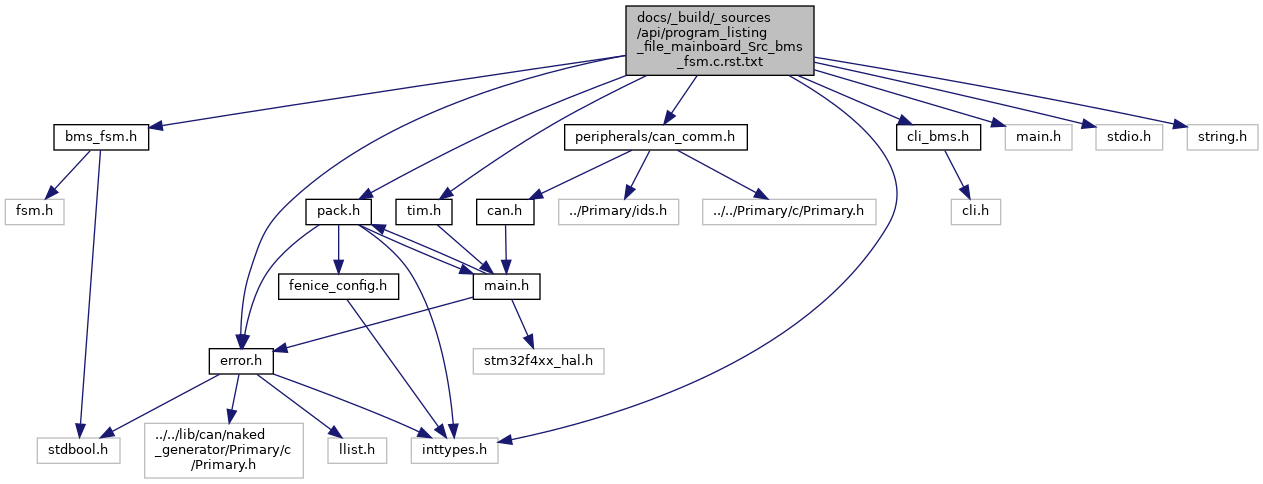 docs/_build/_sources
/api/program_listing
_file_mainboard_Src_bms
_fsm.c.rst.txt
bms_fsm.h
peripherals/can_comm.h
cli_bms.h
main.h
stdio.h
string.h
fsm.h
pack.h
tim.h
can.h
../Primary/ids.h
../../Primary/c/Primary.h
cli.h
fenice_config.h
main.h
error.h
stm32f4xx_hal.h
stdbool.h
../../lib/can/naked
_generator/Primary/c
/Primary.h
llist.h
inttypes.h